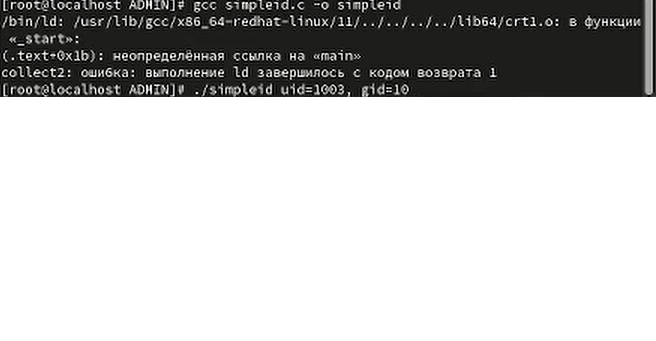 [root@localhost ADMIN]# gcc simpleid.c -o simpleid
/bin/ld: /usr/lib/gcc/x86_64-redhat-linux/11/../../../../lib64/crt1.o: в функции
«_start»:
(.text+0x1b): неопределённая ссылка на «main»
collect2: ошибка: выполнение ld завершилось с кодом возврата 1
[root@localhost ADMIN]# ./simpleid uid=1003, gid=10